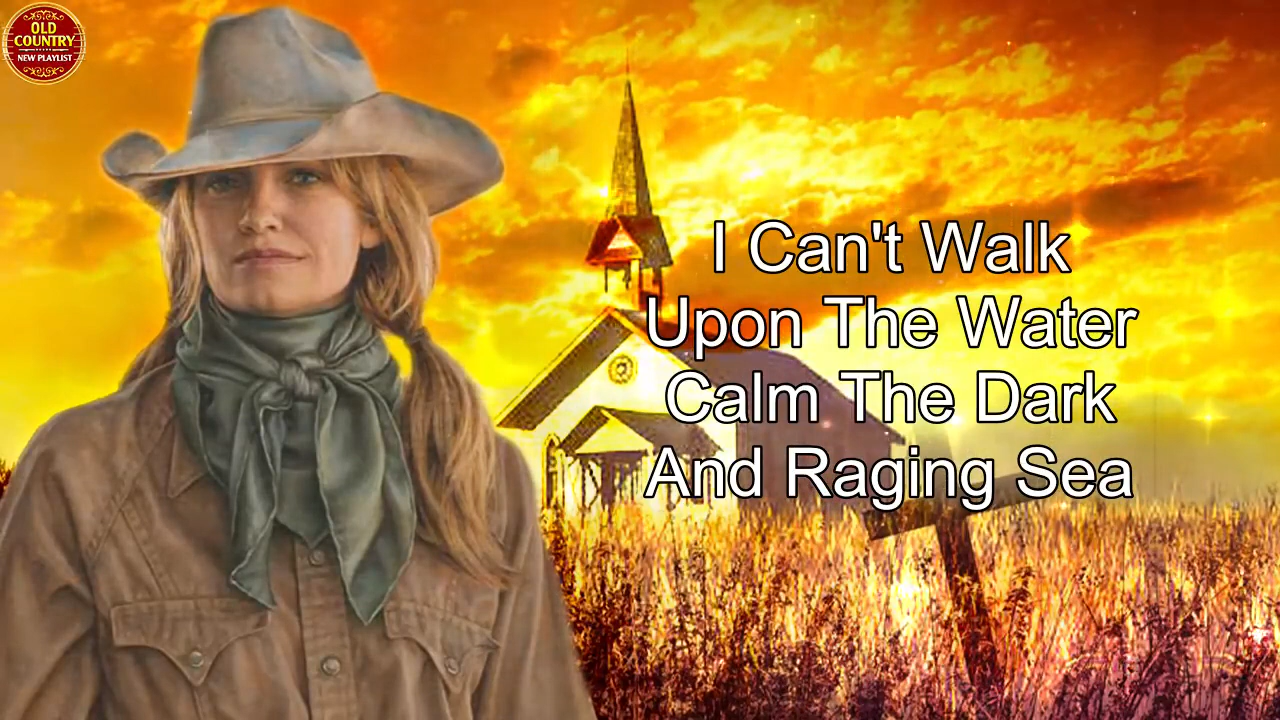 OLD
COUNTRY
NEW PLAYLIST
I Can't Walk
Upon The Water
Calm The Dark
And Raging Sea